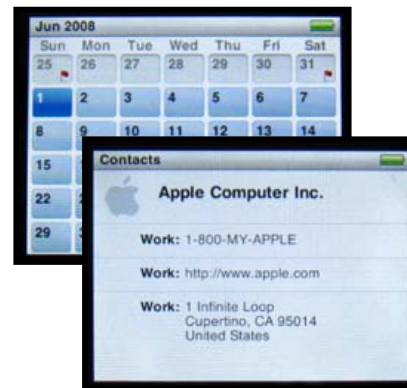 Jun 2008
Sun Mon Tue Wed Thu Fri Sat
25 26 27 28 29 30 31
1 2 3 4 5 6 7
8 9 10 11 12 13 14
15
22
29
Contacts
Apple Computer Inc.
Work: 1-800-MY-APPLE
Work: http://www.apple.com
Work: 1 Infinite Loop
Cupertino, CA 95014
United States